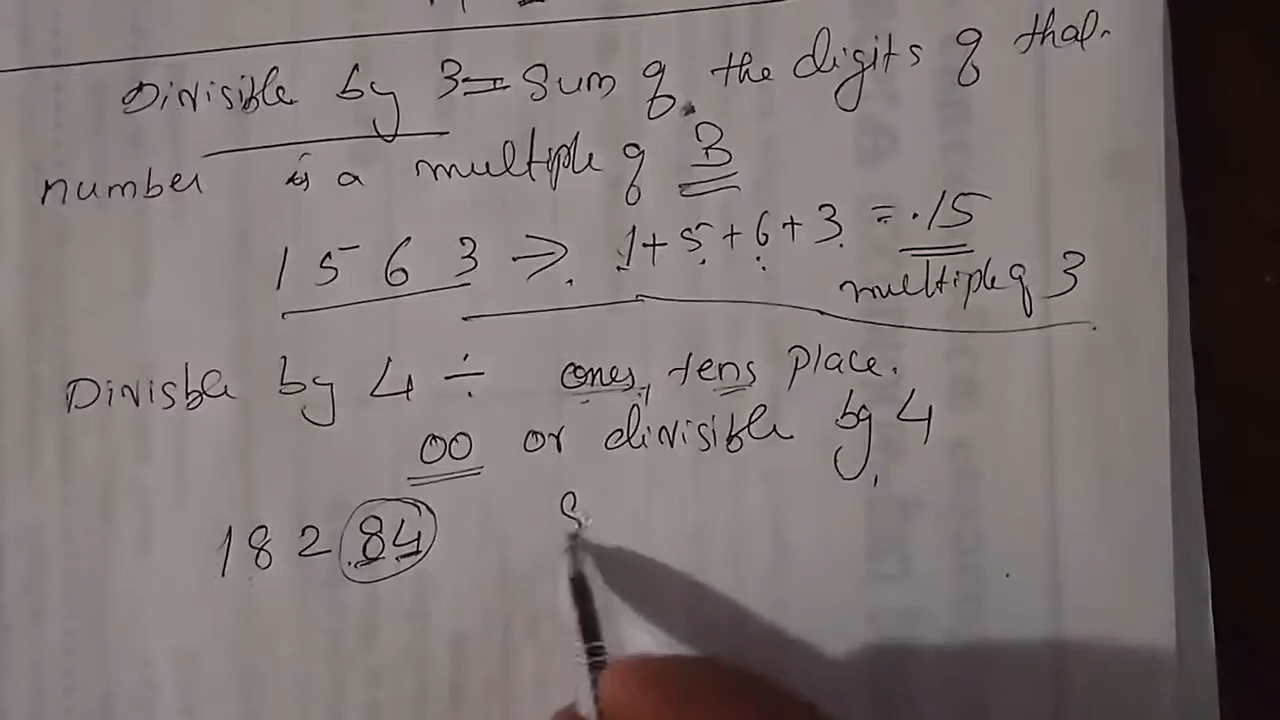 Divisible by 3 = Sum of the digits of that
number is a multiple of 3
1563 ⇒ 1+5+6+3 = 15
multiple of 3
Divisble by 4 ÷ ones, tens place.
00 or divisible by 4
18284